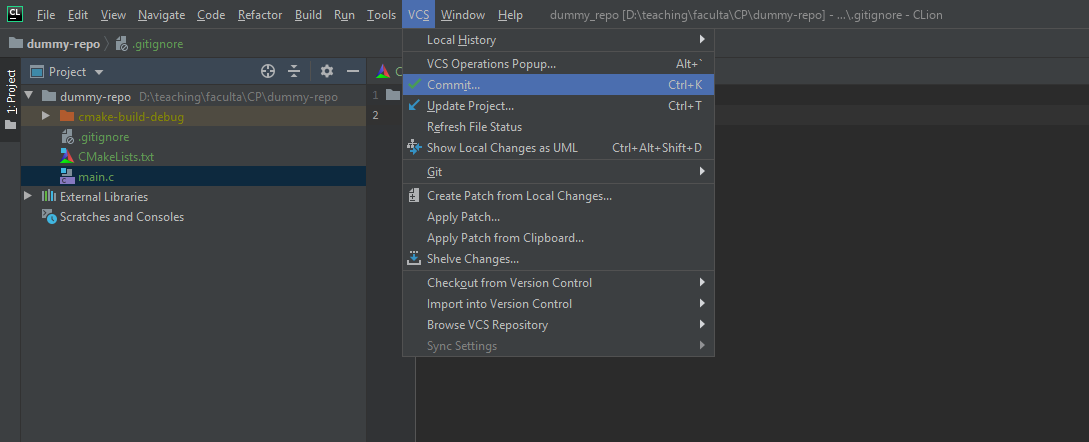 CL File Edit View Navigate Code Refactor Build Run Tools VCS Window Help dummy_repo [D:\teaching\faculta\CP\dummy-repo] - ...\.gitignore - CLion
dummy-repo .gitignore
1: Project
Project
dummy-repo D:\teaching\faculta\CP\dummy-repo
cmake-build-debug
.gitignore
CMakeLists.txt
main.c
External Libraries
Scratches and Consoles
C
1
2
Local History
VCS Operations Popup... Alt+`
Commit... Ctrl+K
Update Project... Ctrl+T
Refresh File Status
Show Local Changes as UML Ctrl+Alt+Shift+D
Git
Create Patch from Local Changes...
Apply Patch...
Apply Patch from Clipboard...
Shelve Changes...
Checkout from Version Control
Import into Version Control
Browse VCS Repository
Sync Settings